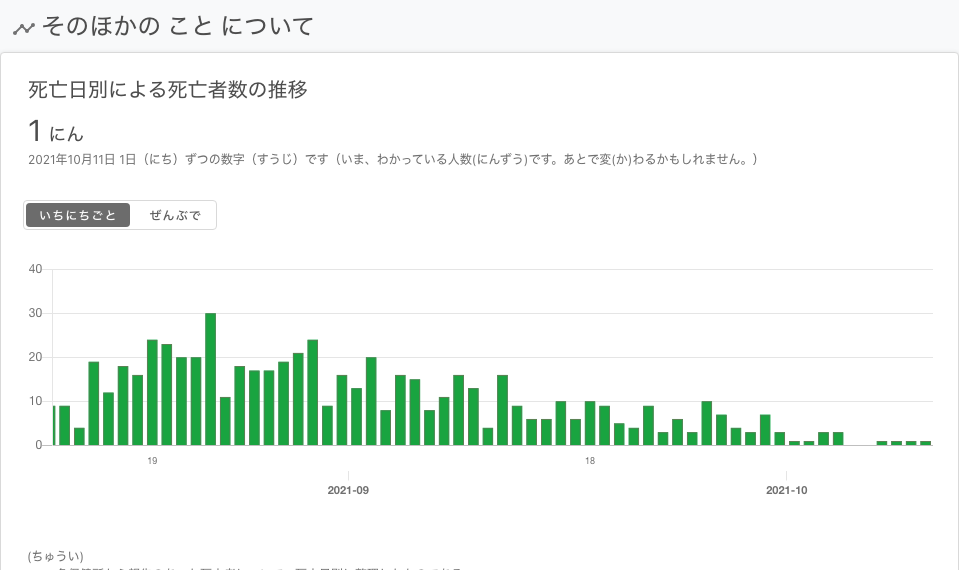 そのほかの こと について
死亡日別による死亡者数の推移
1 にん
2021年10月11日 1日（にち）ずつの数字（すうじ）です（いま、わかっている人数(にんずう)です。あとで変(か)わるかもしれません。）
いちにちごと ぜんぶで
40
30
20
10
0
19 18
2021-09 2021-10
(ちゅうい)